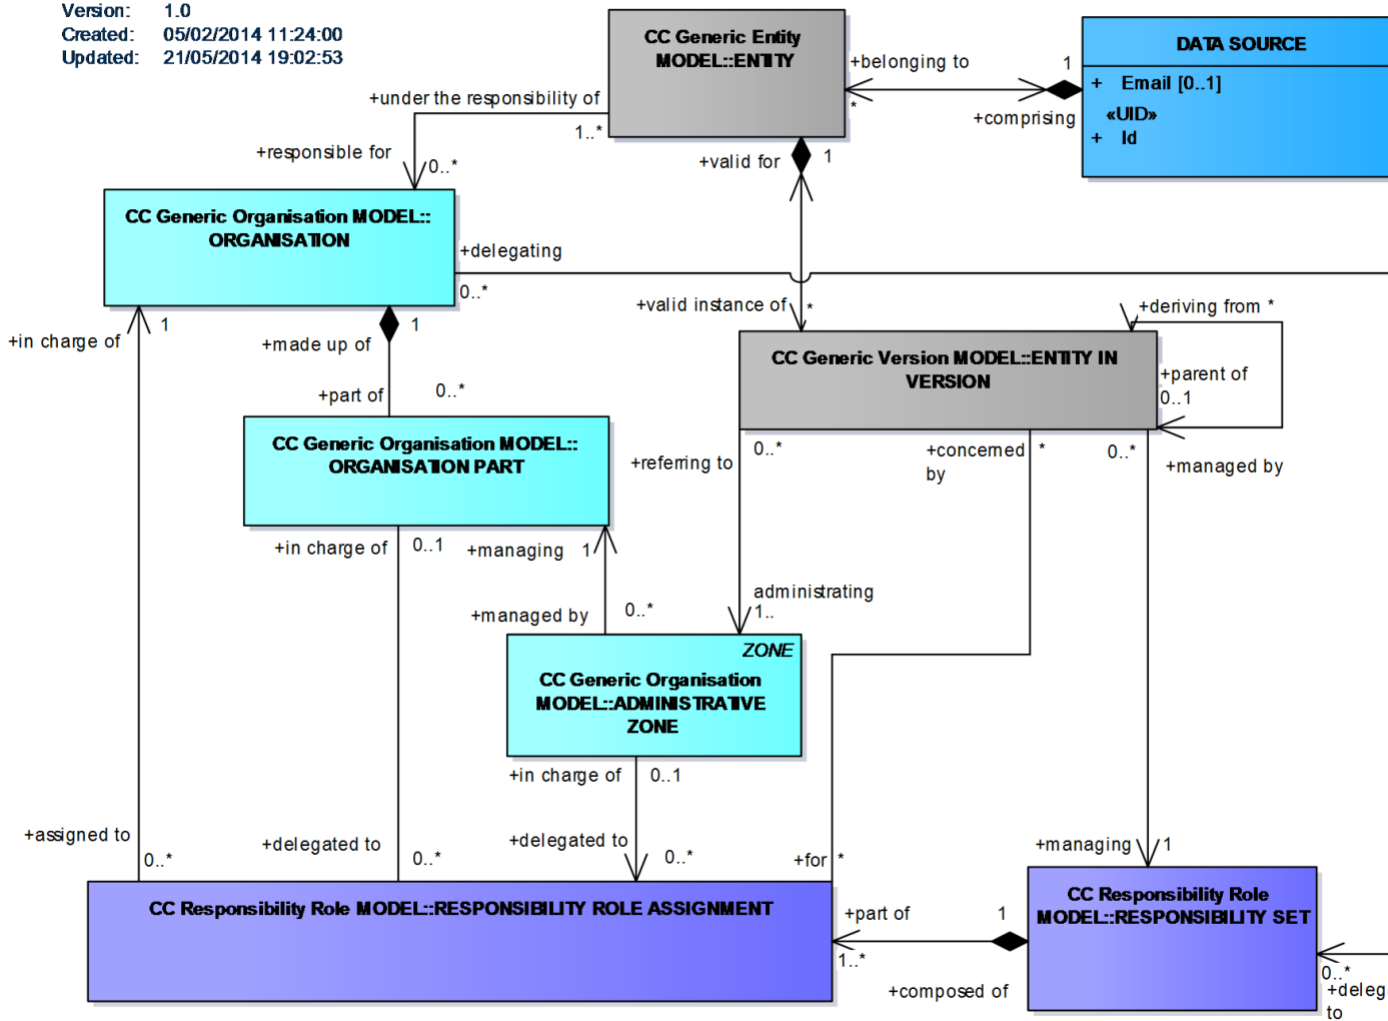 Version: 1.0
Created: 05/02/2014 11:24:00
Updated: 21/05/2014 19:02:53
CC Generic Entity
MODEL::ENTITY
DATA SOURCE
+ Email [0..1]
«UID»
+ Id
+belonging to
1
*
+comprising
+under the responsibility of
1..*
+responsible for
0..*
+valid for
1
CC Generic Organisation MODEL::
ORGANISATION
+delegating
0..*
+valid instance of
*
+deriving from *
+in charge of
1
+made up of
1
CC Generic Version MODEL::ENTITY IN
VERSION
+parent of
0..1
+part of
0..*
CC Generic Organisation MODEL::
ORGANISATION PART
+referring to
0..*
+concerned
by
*
0..*
+managed by
+in charge of
0..1
+managing
1
+managed by
0..*
administrating
1..
ZONE
CC Generic Organisation
MODEL::ADMINISTRATIVE
ZONE
+in charge of
0..1
+assigned to
0..*
+delegated to
0..*
+delegated to
0..*
+for
*
+managing
1
CC Responsibility Role MODEL::RESPONSIBILITY ROLE ASSIGNMENT
CC Responsibility Role
MODEL::RESPONSIBILITY SET
+part of
1
1..*
+composed of
0..*
+deleg
to